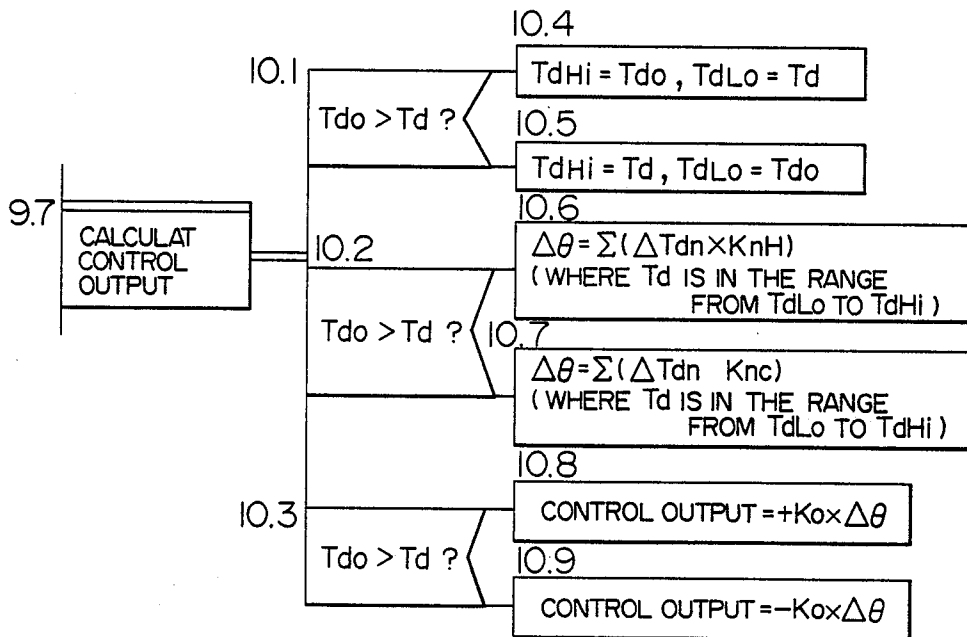 10.4
10.1
TdHi = Tdo , TdLo = Td
Tdo > Td ?
10.5
TdHi = Td , TdLo = Tdo
9.7
CALCULAT
CONTROL
OUTPUT
10.2
10.6
Δθ = Σ(ΔTdn×KnH)
(WHERE Td IS IN THE RANGE
FROM TdLo TO TdHi)
Tdo > Td ?
10.7
Δθ = Σ(ΔTdn Knc)
(WHERE Td IS IN THE RANGE
FROM TdLo TO TdHi)
10.8
10.3
CONTROL OUTPUT = +Ko×Δθ
Tdo > Td ?
10.9
CONTROL OUTPUT = -Ko×Δθ